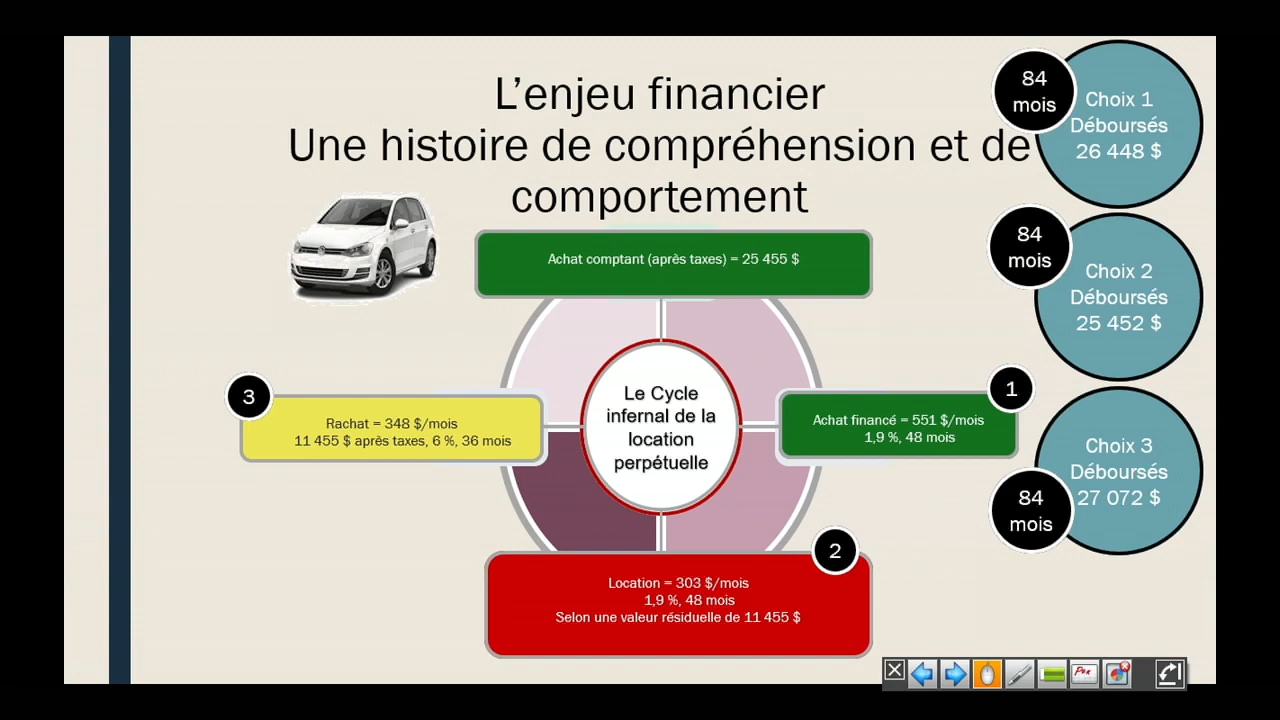 L’enjeu financier
Une histoire de compréhension et de
comportement
84
mois
Choix 1
Déboursés
26 448 $
84
mois
Choix 2
Déboursés
25 452 $
84
mois
Choix 3
Déboursés
27 072 $
Achat comptant (après taxes) = 25 455 $
1
Achat financé = 551 $/mois
1,9 %, 48 mois
2
Location = 303 $/mois
1,9 %, 48 mois
Selon une valeur résiduelle de 11 455 $
3
Rachat = 348 $/mois
11 455 $ après taxes, 6 %, 36 mois
Le Cycle
infernal de la
location
perpétuelle
Pen